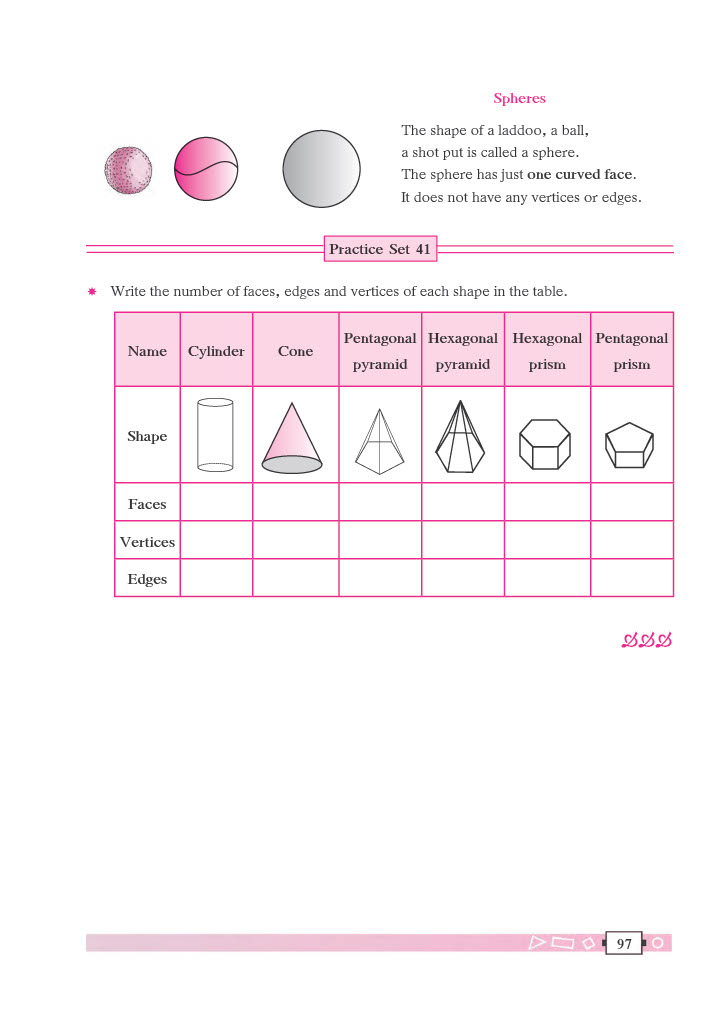 Spheres
The shape of a laddoo, a ball,
a shot put is called a sphere.
The sphere has just one curved face.
It does not have any vertices or edges.
Practice Set 41
Write the number of faces, edges and vertices of each shape in the table.
Name Cylinder Cone Pentagonal pyramid Hexagonal pyramid Hexagonal prism Pentagonal prism
Shape
Faces
Vertices
Edges
97